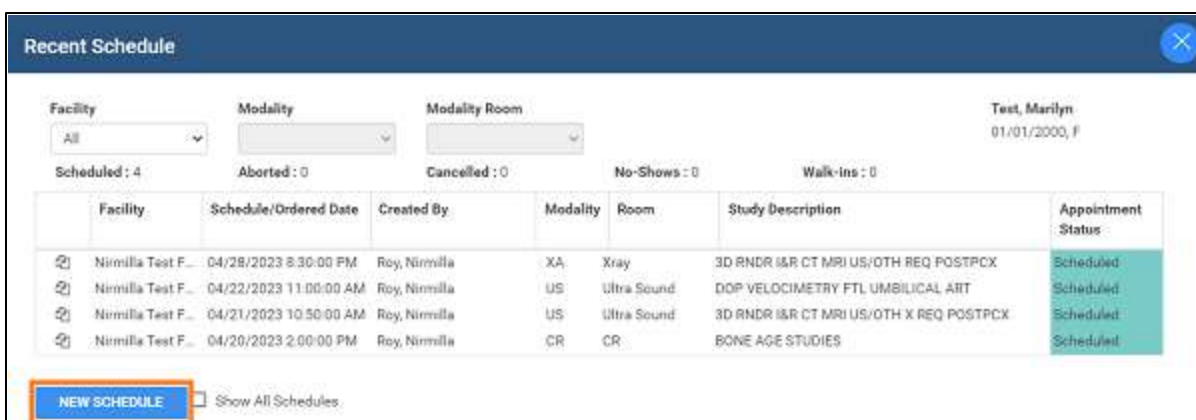 Recent Schedule
Facility Modality Modality Room Test, Marilyn
All 01/01/2000, F
Scheduled : 4 Aborted : 0 Cancelled : 0 No-Shows : 0 Walk-ins : 0
Facility Schedule/Ordered Date Created By Modality Room Study Description Appointment Status
Nirmilla Test F... 04/28/2023 8:30:00 PM Roy, Nirmilla XA Xray 3D RNDR I&R CT MRI US/OTH REQ POSTPCX Scheduled
Nirmilla Test F... 04/22/2023 11:00:00 AM Roy, Nirmilla US Ultra Sound DOP VELOCIMETRY FTL UMBILICAL ART Scheduled
Nirmilla Test F... 04/21/2023 10:50:00 AM Roy, Nirmilla US Ultra Sound 3D RNDR I&R CT MRI US/OTH X REQ POSTPCX Scheduled
Nirmilla Test F... 04/20/2023 2:00:00 PM Roy, Nirmilla CR CR BONE AGE STUDIES Scheduled
NEW SCHEDULE Show All Schedules